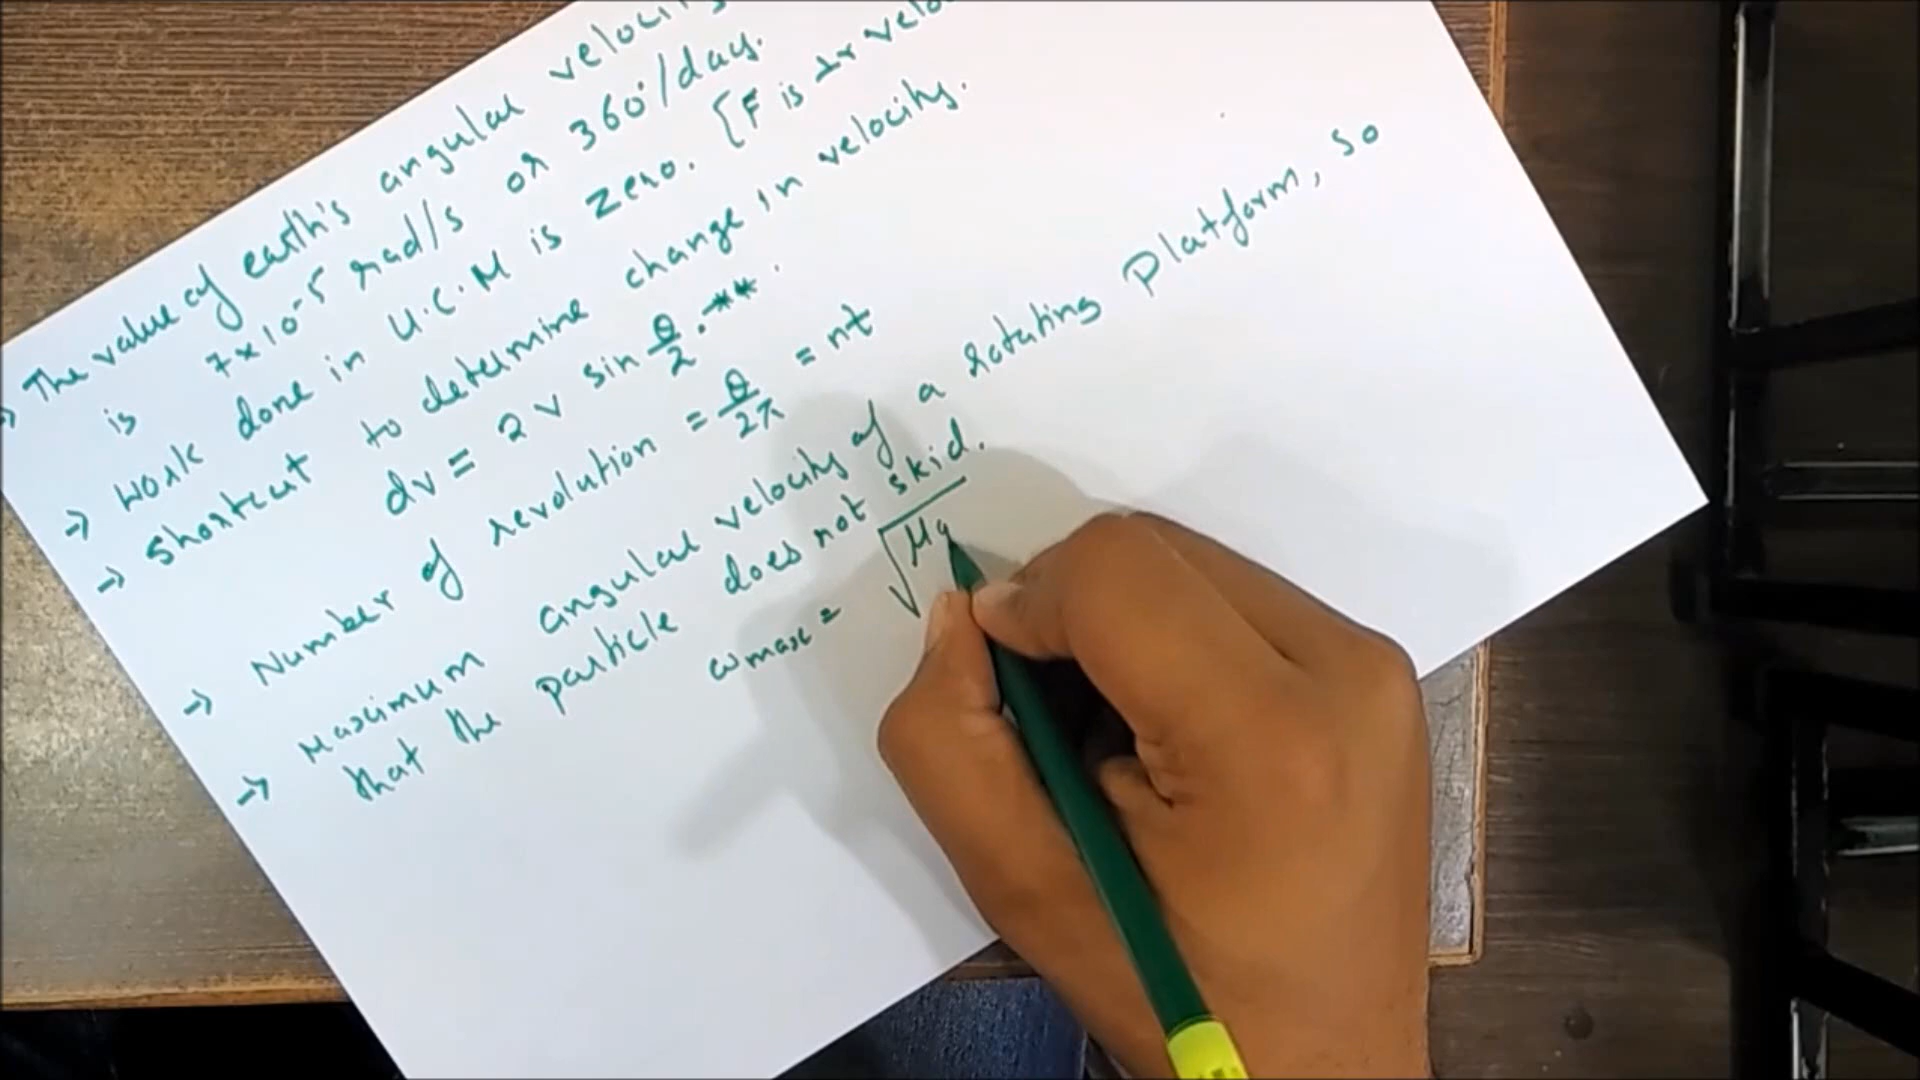 → The value of earth's angular velocity
is 7×10⁻⁵ rad/s or 360°/day.
→ Work done in U.C.M is zero. [F is ⊥r velo
→ Shortcut to determine change in velocity.
dv = 2 v sin θ/2 . ** .
→ Number of revolution = θ/2π = nt
→ Maximum angular velocity of a rotating Platform, so
that the particle does not skid.
ωmax = √μg